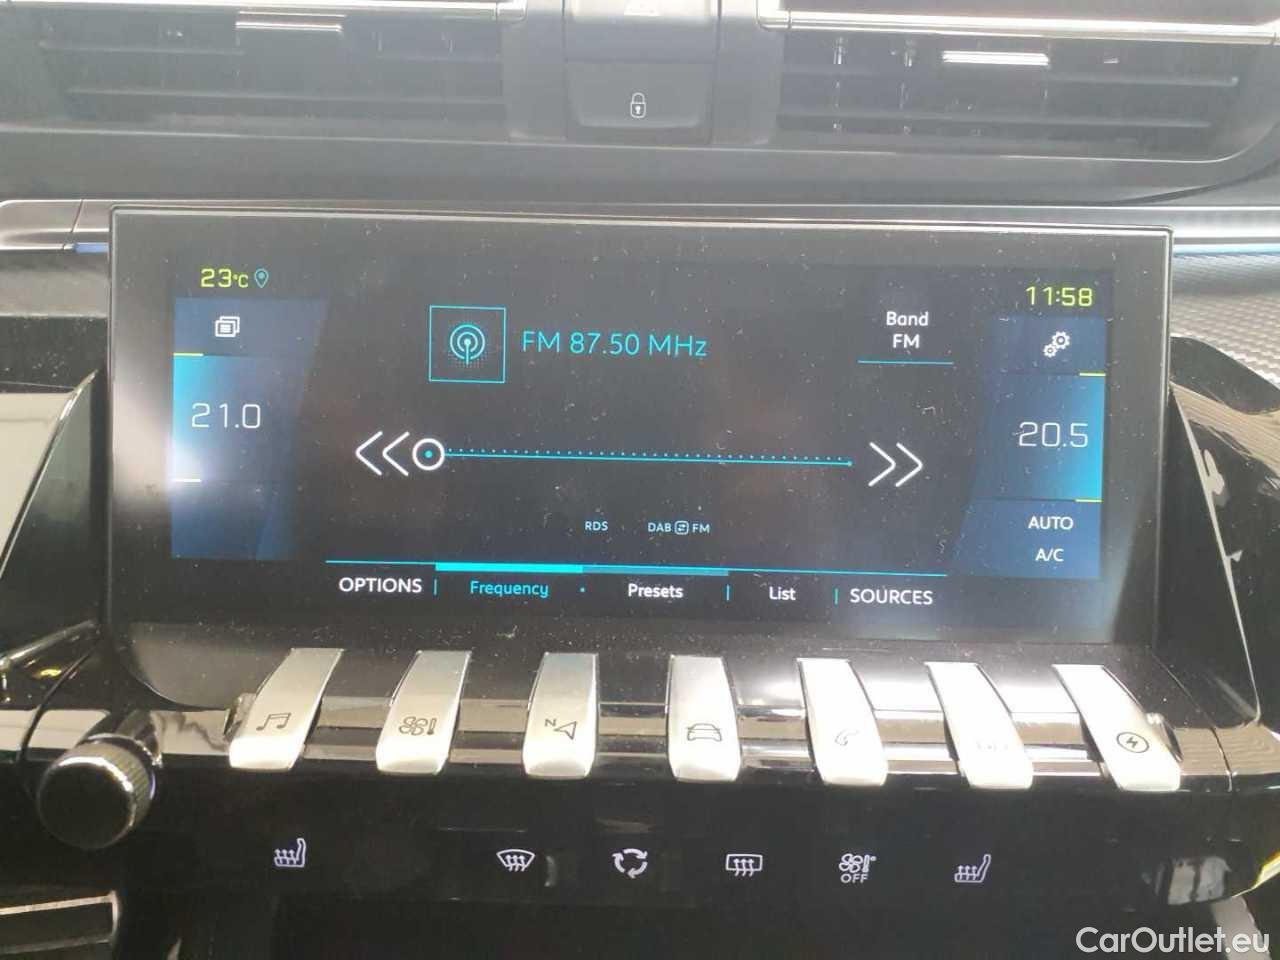 23°C
11:58
FM 87.50 MHz
Band
FM
21.0
20.5
RDS
DAB FM
AUTO
A/C
OPTIONS
Frequency
Presets
List
SOURCES
N
OFF
CarOutlet.eu